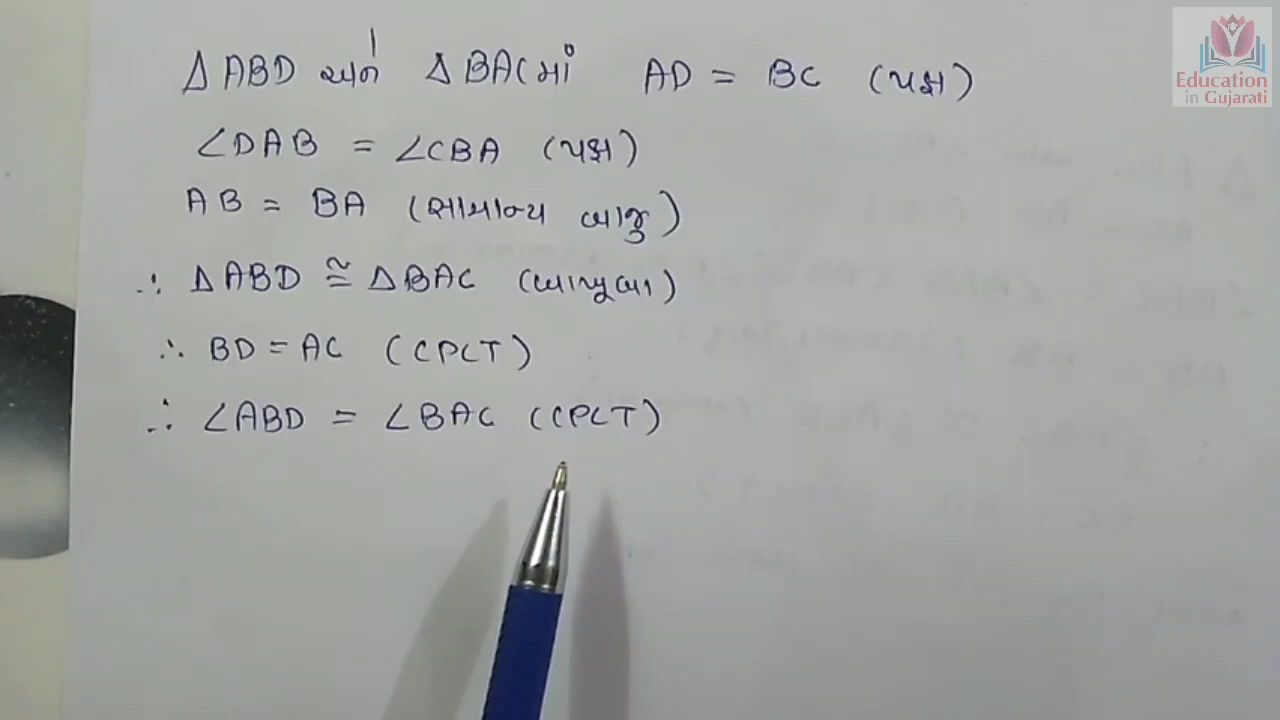 Education
in Gujarati
Δ ABD અને Δ BAC માં AD = BC (પક્ષ)
∠DAB = ∠CBA (પક્ષ)
AB = BA (સામાન્ય બાજુ)
∴ Δ ABD ≅ Δ BAC (બાખૂબા)
∴ BD = AC (CPCT)
∴ ∠ABD = ∠BAC (CPCT)